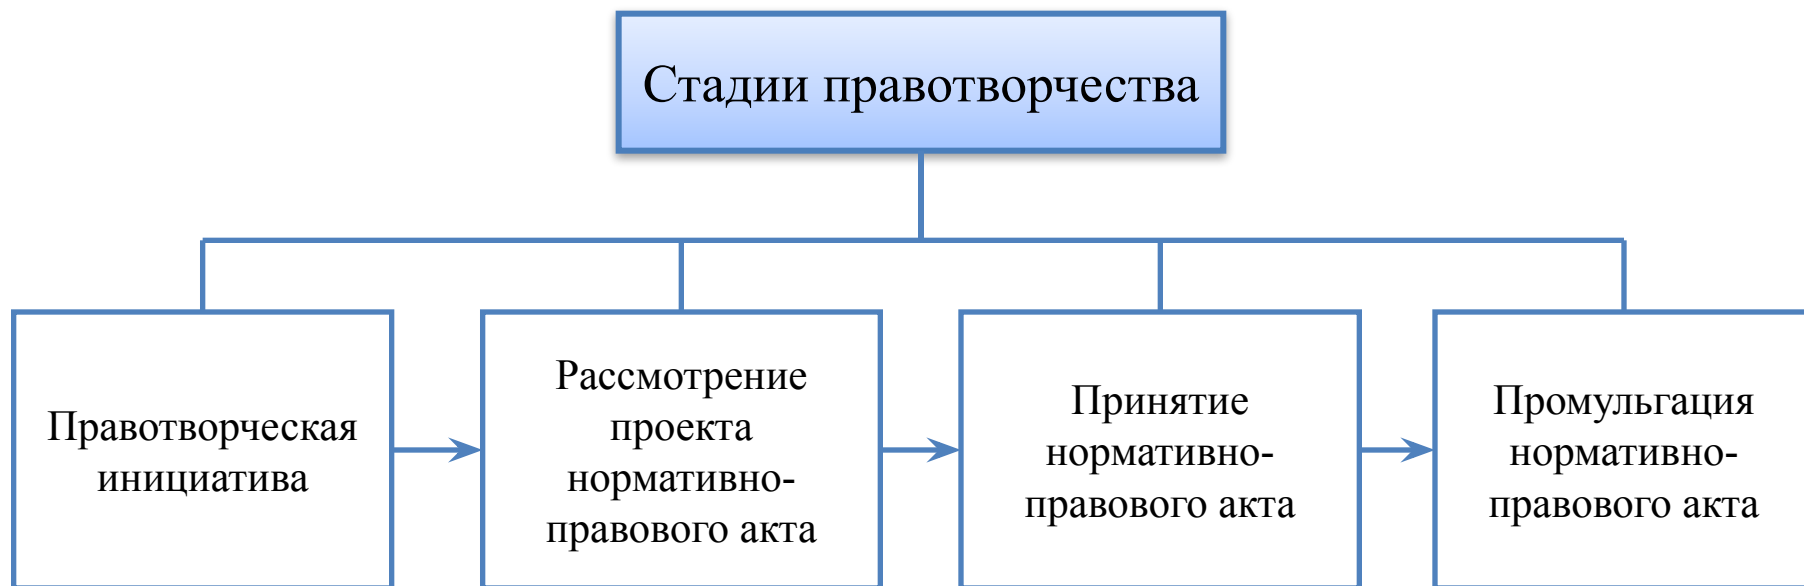 Стадии правотворчества
Правотворческая
инициатива
Рассмотрение
проекта
нормативно-
правового акта
Принятие
нормативно-
правового акта
Промульгация
нормативно-
правового акта